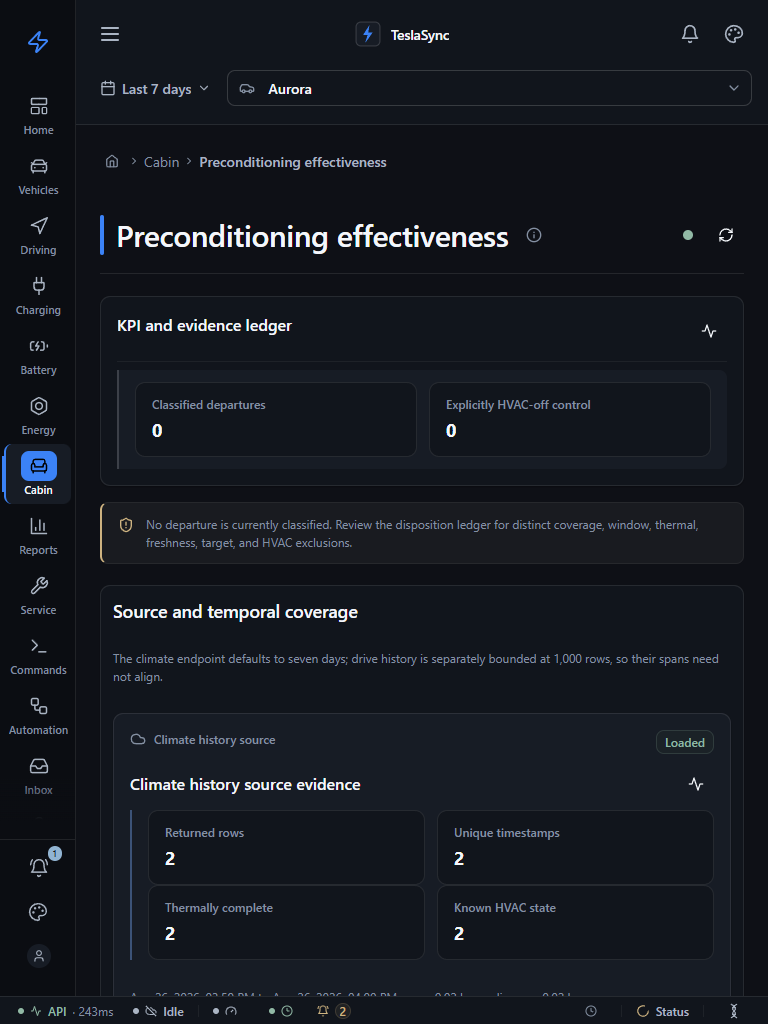 TeslaSync
Last 7 days
Aurora
Home
Vehicles
Driving
Charging
Battery
Energy
Cabin
Reports
Service
Commands
Automation
Inbox
1
Cabin
Preconditioning effectiveness
Preconditioning effectiveness
KPI and evidence ledger
Classified departures
0
Explicitly HVAC-off control
0
No departure is currently classified. Review the disposition ledger for distinct coverage, window, thermal,
freshness, target, and HVAC exclusions.
Source and temporal coverage
The climate endpoint defaults to seven days; drive history is separately bounded at 1,000 rows, so their spans need
not align.
Climate history source
Loaded
Climate history source evidence
Returned rows
2
Unique timestamps
2
Thermally complete
2
Known HVAC state
2
API · 243ms
Idle
2
Status